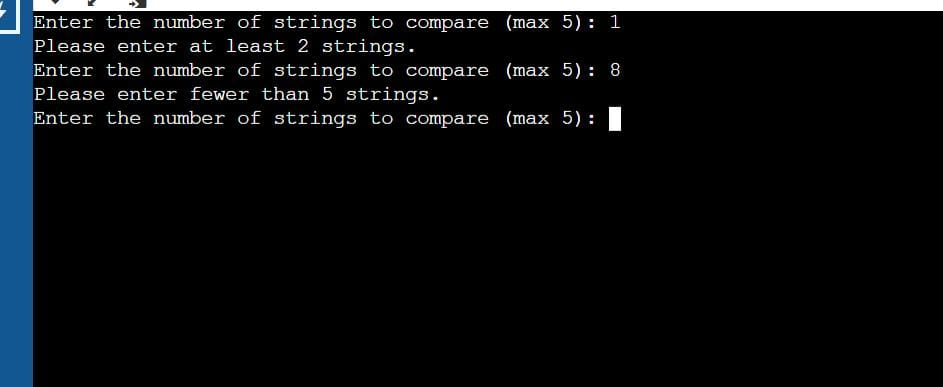 Enter the number of strings to compare (max 5): 1
Please enter at least 2 strings.
Enter the number of strings to compare (max 5): 8
Please enter fewer than 5 strings.
Enter the number of strings to compare (max 5):